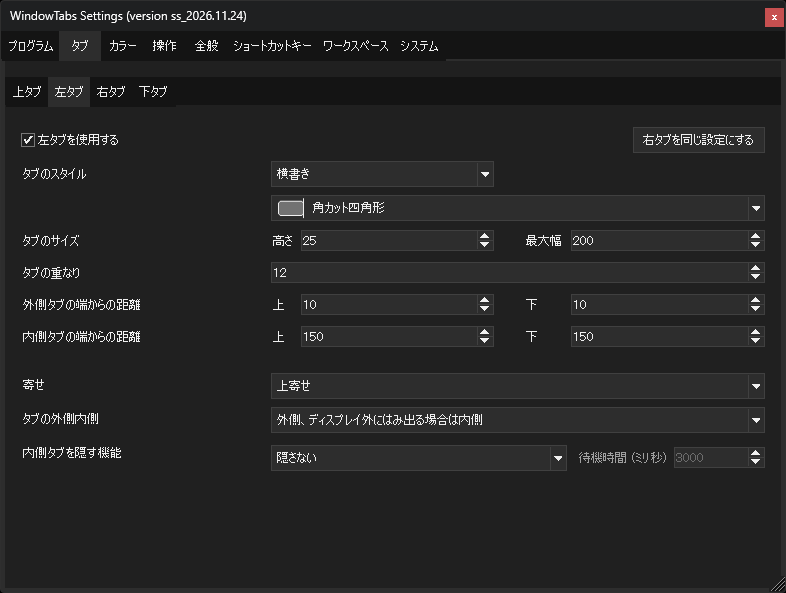 WindowTabs Settings (version ss_2026.11.24)
x
プログラム タブ カラー 操作 全般 ショートカットキー ワークスペース システム
上タブ 左タブ 右タブ 下タブ
左タブを使用する 右タブを同じ設定にする
タブのスタイル 横書き
角カット四角形
タブのサイズ 高さ 25 最大幅 200
タブの重なり 12
外側タブの端からの距離 上 10 下 10
内側タブの端からの距離 上 150 下 150
寄せ 上寄せ
タブの外側内側 外側、ディスプレイ外にはみ出る場合は内側
内側タブを隠す機能 隠さない 待機時間 (ミリ秒) 3000